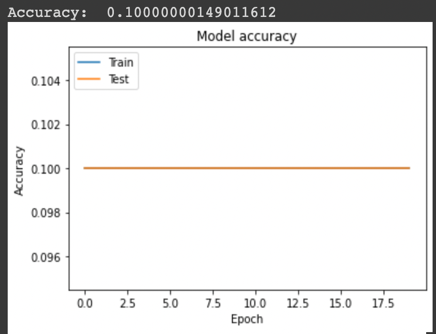 Accuracy:  0.10000000149011612
Model accuracy
Train
Test
0.104
0.102
0.100
0.098
0.096
Accuracy
0.0 2.5 5.0 7.5 10.0 12.5 15.0 17.5
Epoch